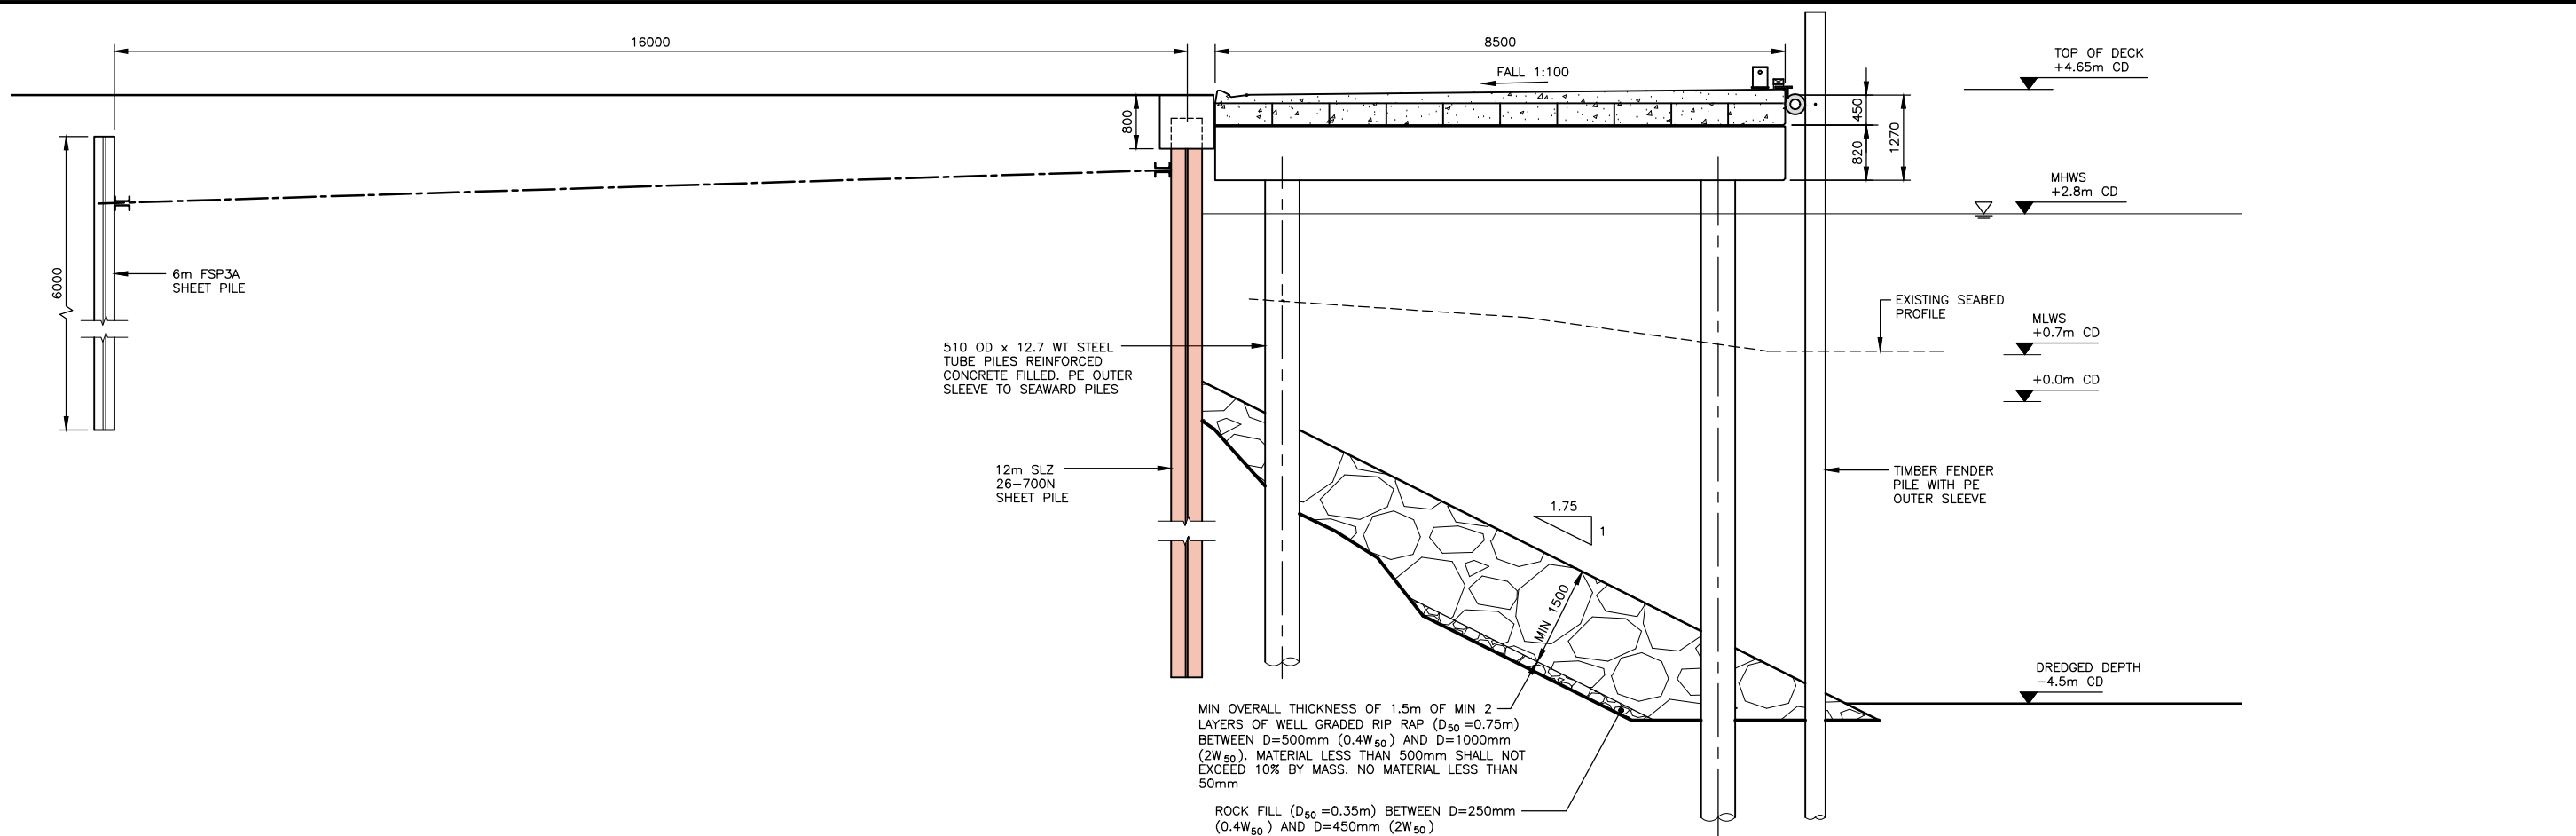 16000
8500
FALL 1:100
TOP OF DECK
+4.65m CD
800
450
820
1270
MHWS
+2.8m CD
6000
6m FSP3A
SHEET PILE
EXISTING SEABED
PROFILE
MLWS
+0.7m CD
+0.0m CD
510 OD x 12.7 WT STEEL
TUBE PILES REINFORCED
CONCRETE FILLED. PE OUTER
SLEEVE TO SEAWARD PILES
12m SLZ
26-700N
SHEET PILE
TIMBER FENDER
PILE WITH PE
OUTER SLEEVE
1.75
1
MIN 1500
DREDGED DEPTH
-4.5m CD
MIN OVERALL THICKNESS OF 1.5m OF MIN 2
LAYERS OF WELL GRADED RIP RAP (D50 =0.75m)
BETWEEN D=500mm (0.4W50) AND D=1000mm
(2W50). MATERIAL LESS THAN 500mm SHALL NOT
EXCEED 10% BY MASS. NO MATERIAL LESS THAN
50mm
ROCK FILL (D50 =0.35m) BETWEEN D=250mm
(0.4W50 ) AND D=450mm (2W50)